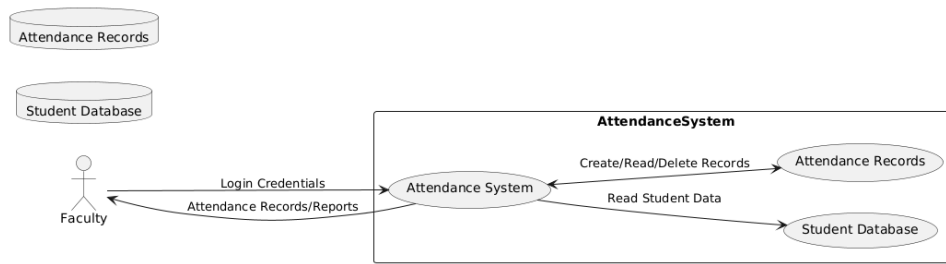 Attendance Records
Student Database
AttendanceSystem
Attendance Records
Create/Read/Delete Records
Login Credentials
Attendance System
Read Student Data
Attendance Records/Reports
Faculty
Student Database